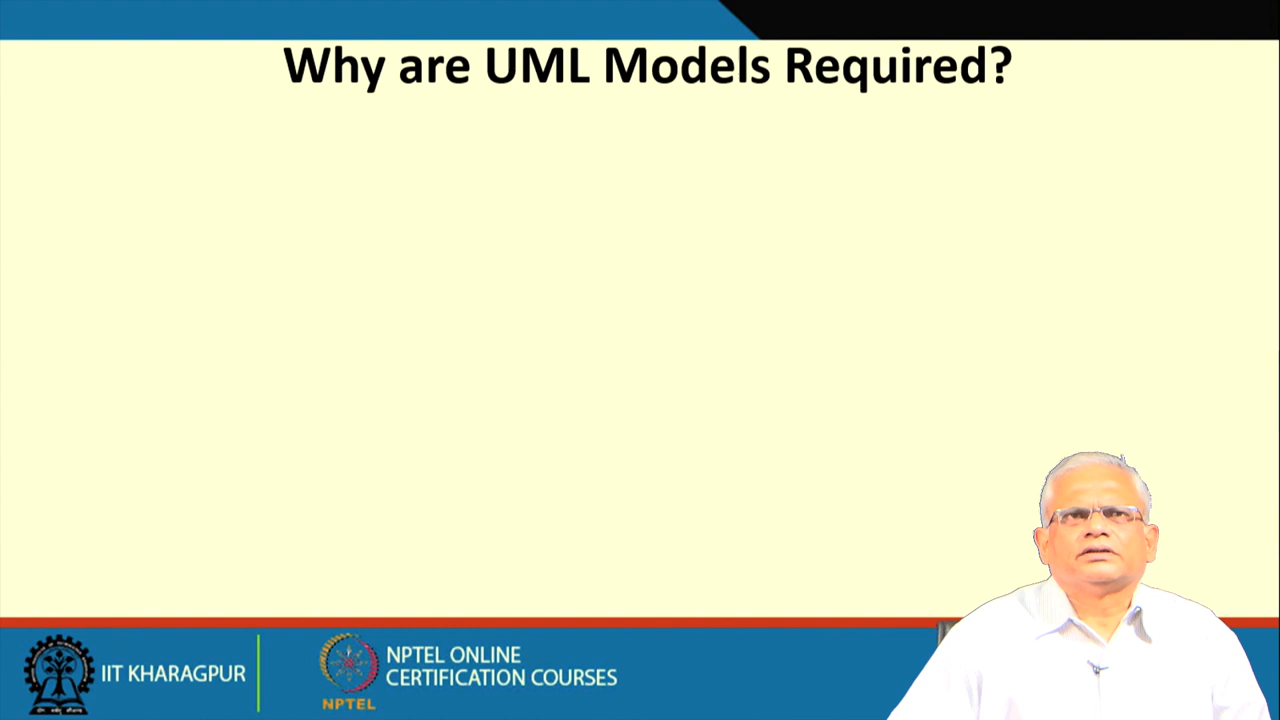 Why are UML Models Required?
IIT KHARAGPUR
NPTEL ONLINE
CERTIFICATION COURSES
NPTEL